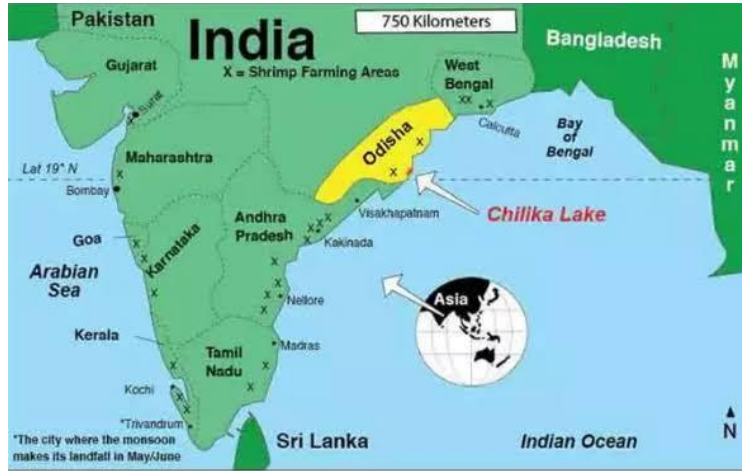 Pakistan
750 Kilometers
India
Bangladesh
Myanmar
Gujarat
X = Shrimp Farming Areas
West
Bengal
x x x
Surat
x
Calcutta
Bay
of
Bengal
Odisha
x
x
Lat 19° N
Maharashtra
x
Bombay
Visakhapatnam
Chilika Lake
Andhra
Pradesh
x x x
x
Kakinada
Goa
x
x
Karnataka
x
Arabian
Sea
x
x
x
Nellore
Asia
Kerala
Madras
Tamil
Nadu
x
x
x
Kochi
x
x
*Trivandrum
*The city where the monsoon
makes its landfall in May/June
Sri Lanka
Indian Ocean
N